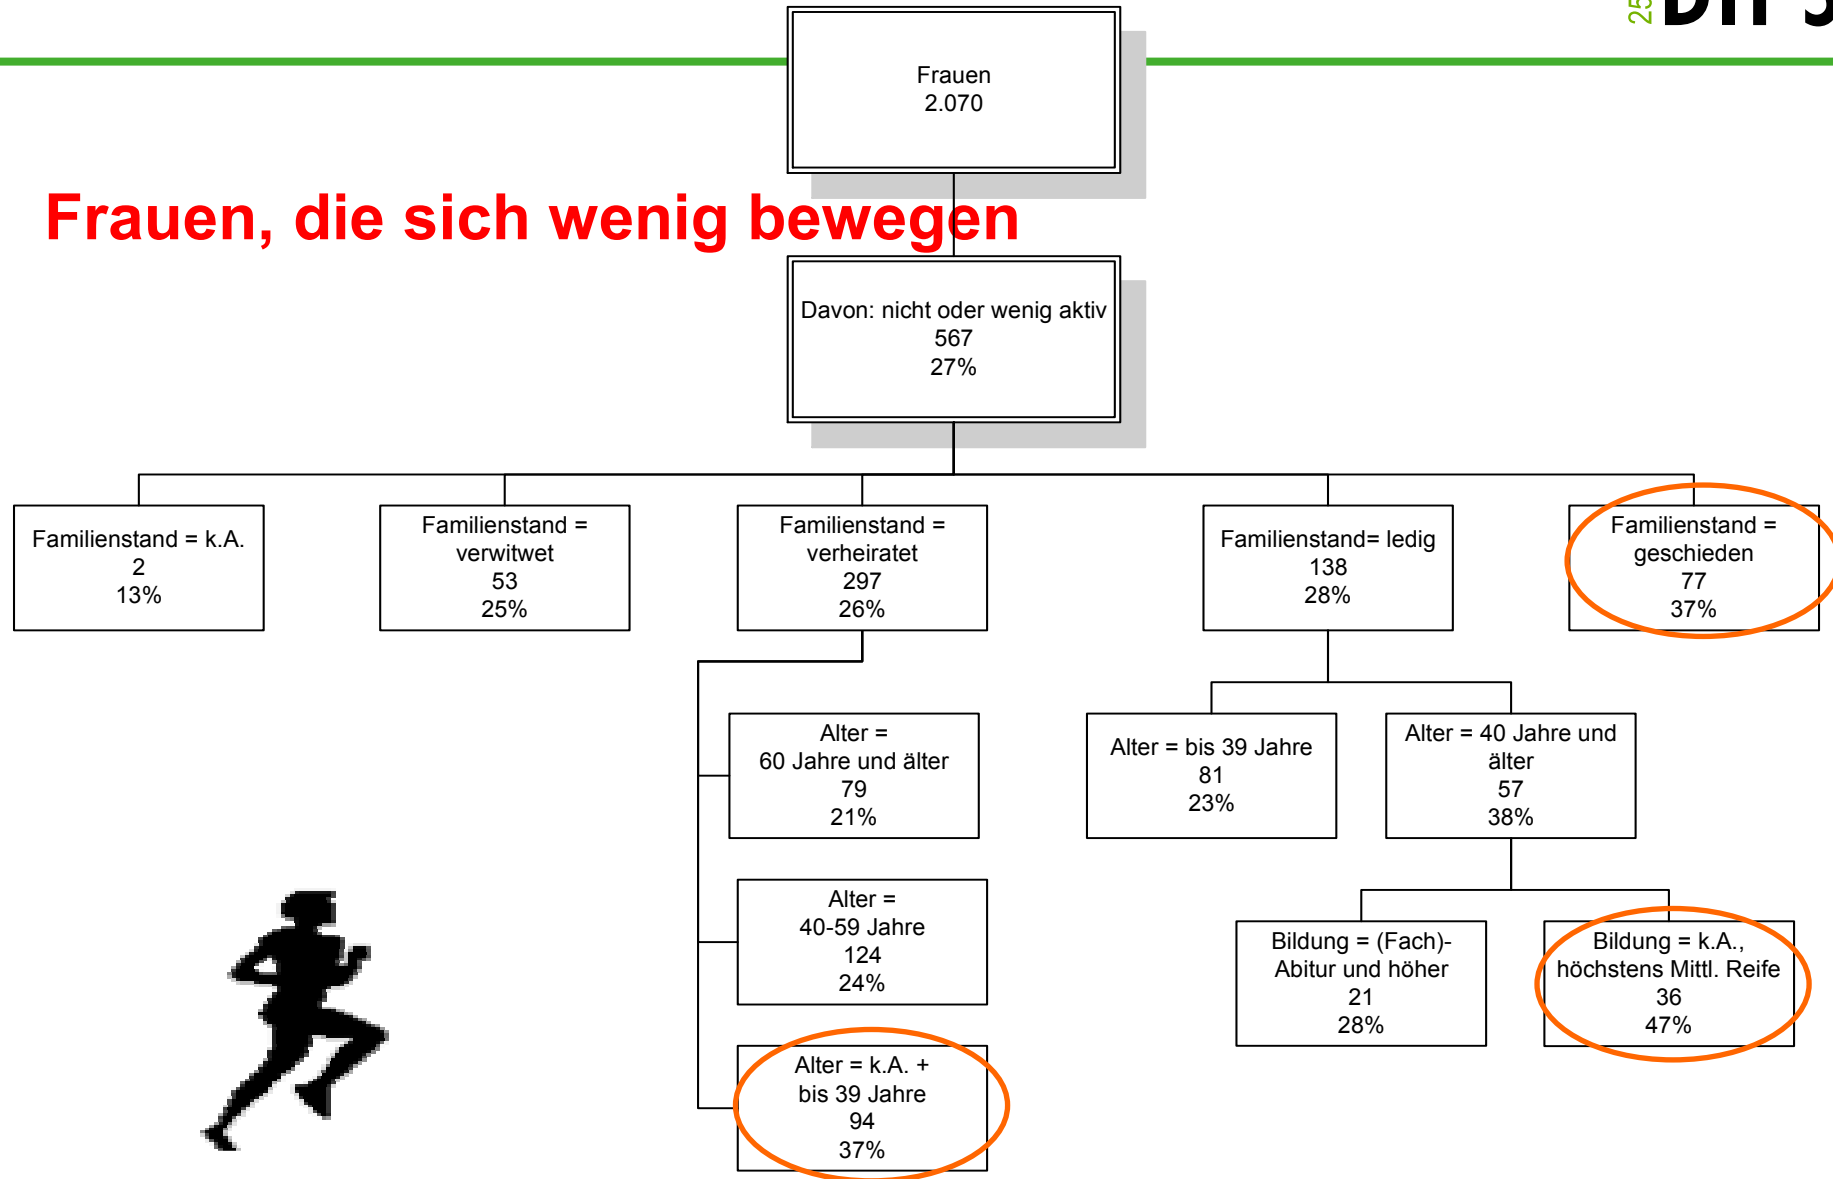 Frauen
2.070
Frauen, die sich wenig bewegen
Davon: nicht oder wenig aktiv
567
27%
Familienstand = k.A.
2
13%
Familienstand =
verwitwet
53
25%
Familienstand =
verheiratet
297
26%
Familienstand= ledig
138
28%
Familienstand =
geschieden
77
37%
Alter =
60 Jahre und älter
79
21%
Alter = bis 39 Jahre
81
23%
Alter = 40 Jahre und
älter
57
38%
Alter =
40-59 Jahre
124
24%
Bildung = (Fach)-
Abitur und höher
21
28%
Bildung = k.A.,
höchstens Mittl. Reife
36
47%
Alter = k.A. +
bis 39 Jahre
94
37%